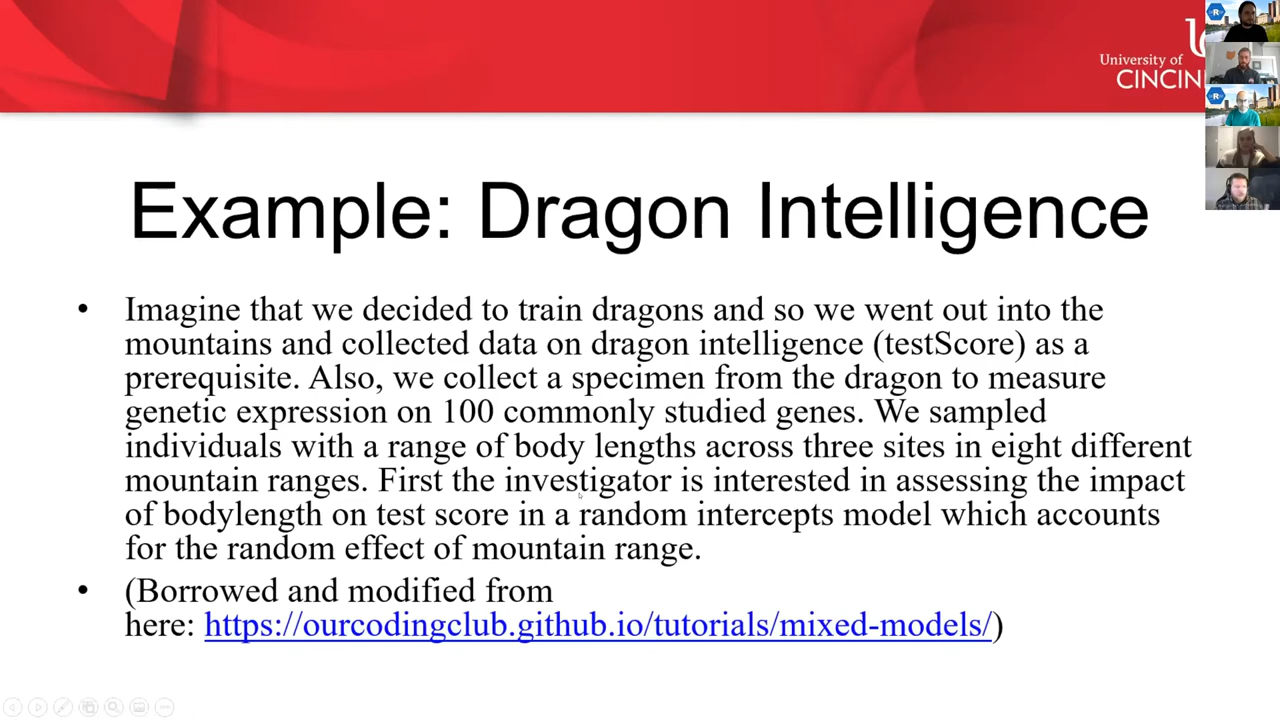 University of
Example: Dragon Intelligence
• Imagine that we decided to train dragons and so we went out into the
mountains and collected data on dragon intelligence (testScore) as a
prerequisite. Also, we collect a specimen from the dragon to measure
genetic expression on 100 commonly studied genes. We sampled
individuals with a range of body lengths across three sites in eight different
mountain ranges. First the investigator is interested in assessing the impact
of bodylength on test score in a random intercepts model which accounts
for the random effect of mountain range.
• (Borrowed and modified from
here: https://ourcodingclub.github.io/tutorials/mixed-models/)